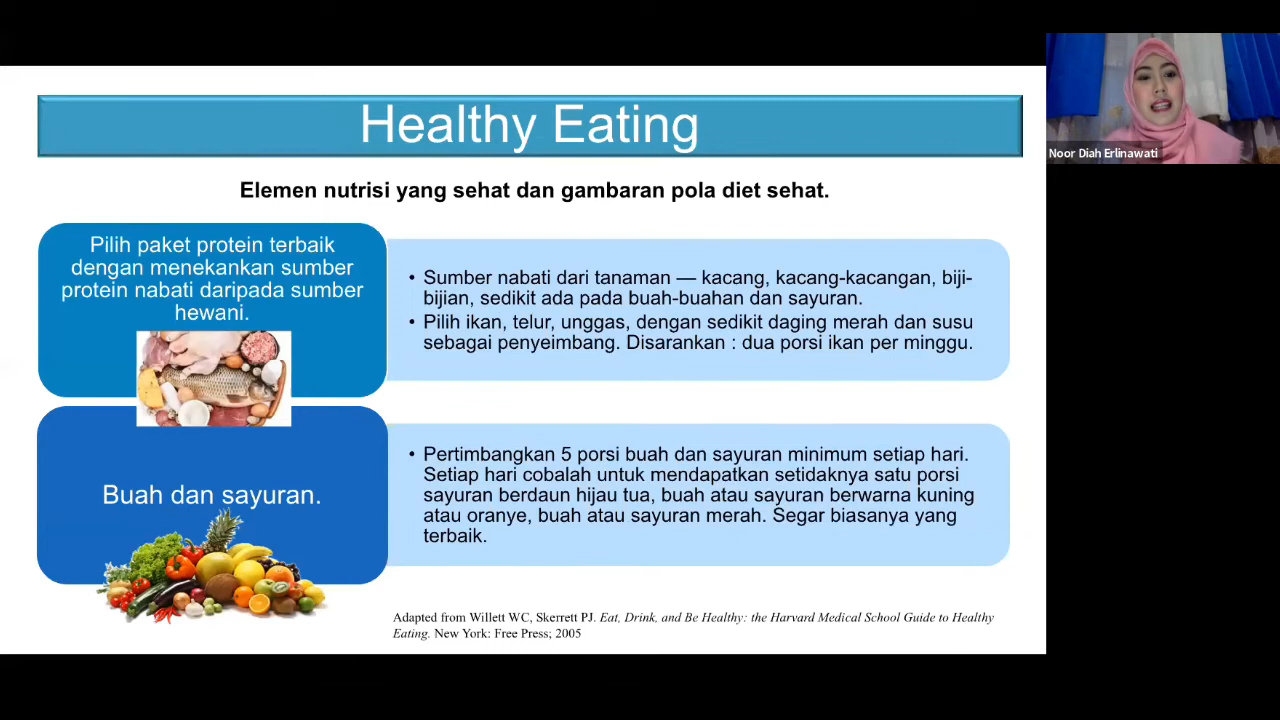 Healthy Eating
Noor Diah Erlinawati
Elemen nutrisi yang sehat dan gambaran pola diet sehat.
Pilih paket protein terbaik
dengan menekankan sumber
protein nabati daripada sumber
hewani.
• Sumber nabati dari tanaman — kacang, kacang-kacangan, biji-
bijian, sedikit ada pada buah-buahan dan sayuran.
• Pilih ikan, telur, unggas, dengan sedikit daging merah dan susu
sebagai penyeimbang. Disarankan : dua porsi ikan per minggu.
Buah dan sayuran.
• Pertimbangkan 5 porsi buah dan sayuran minimum setiap hari.
Setiap hari cobalah untuk mendapatkan setidaknya satu porsi
sayuran berdaun hijau tua, buah atau sayuran berwarna kuning
atau oranye, buah atau sayuran merah. Segar biasanya yang
terbaik.
Adapted from Willett WC, Skerrett PJ. Eat, Drink, and Be Healthy: the Harvard Medical School Guide to Healthy
Eating. New York: Free Press; 2005